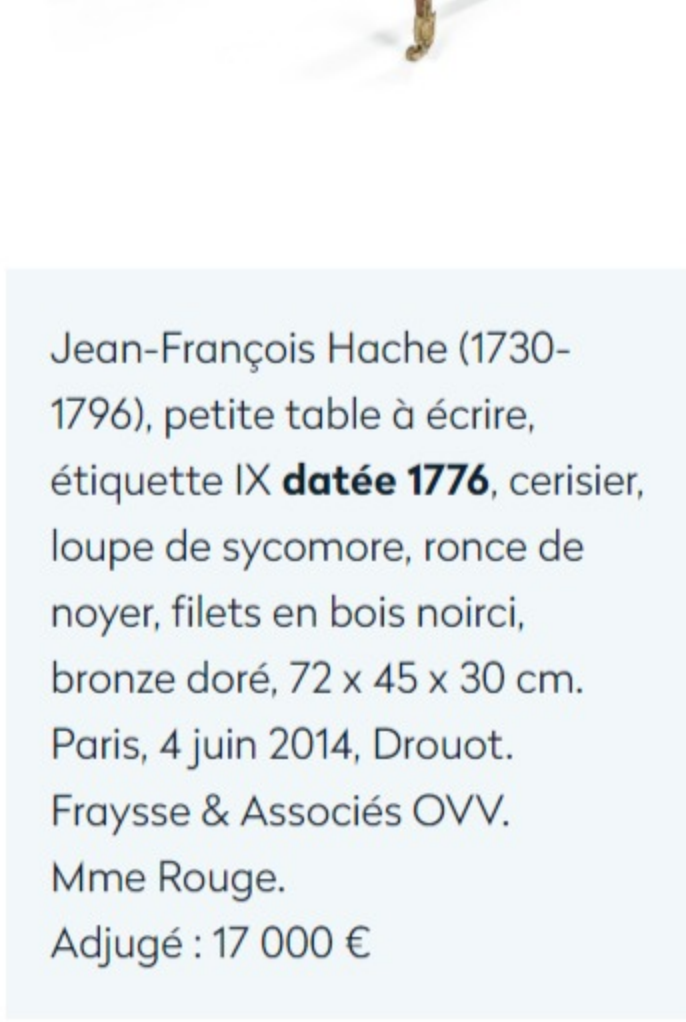 Jean-François Hache (1730-
1796), petite table à écrire,
étiquette IX datée 1776, cerisier,
loupe de sycomore, ronce de
noyer, filets en bois noirci,
bronze doré, 72 x 45 x 30 cm.
Paris, 4 juin 2014, Drouot.
Fraysse & Associés OVV.
Mme Rouge.
Adjugé : 17 000 €